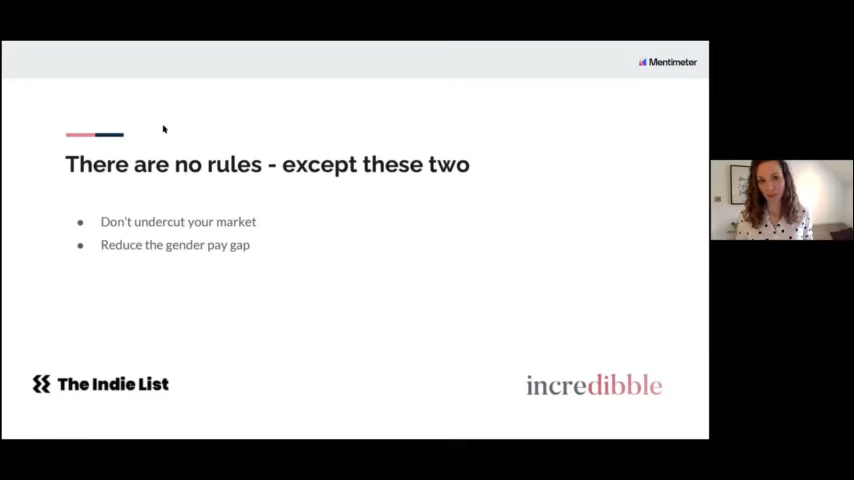 Mentimeter
There are no rules - except these two
Don't undercut your market
Reduce the gender pay gap
The Indie List
incredibble